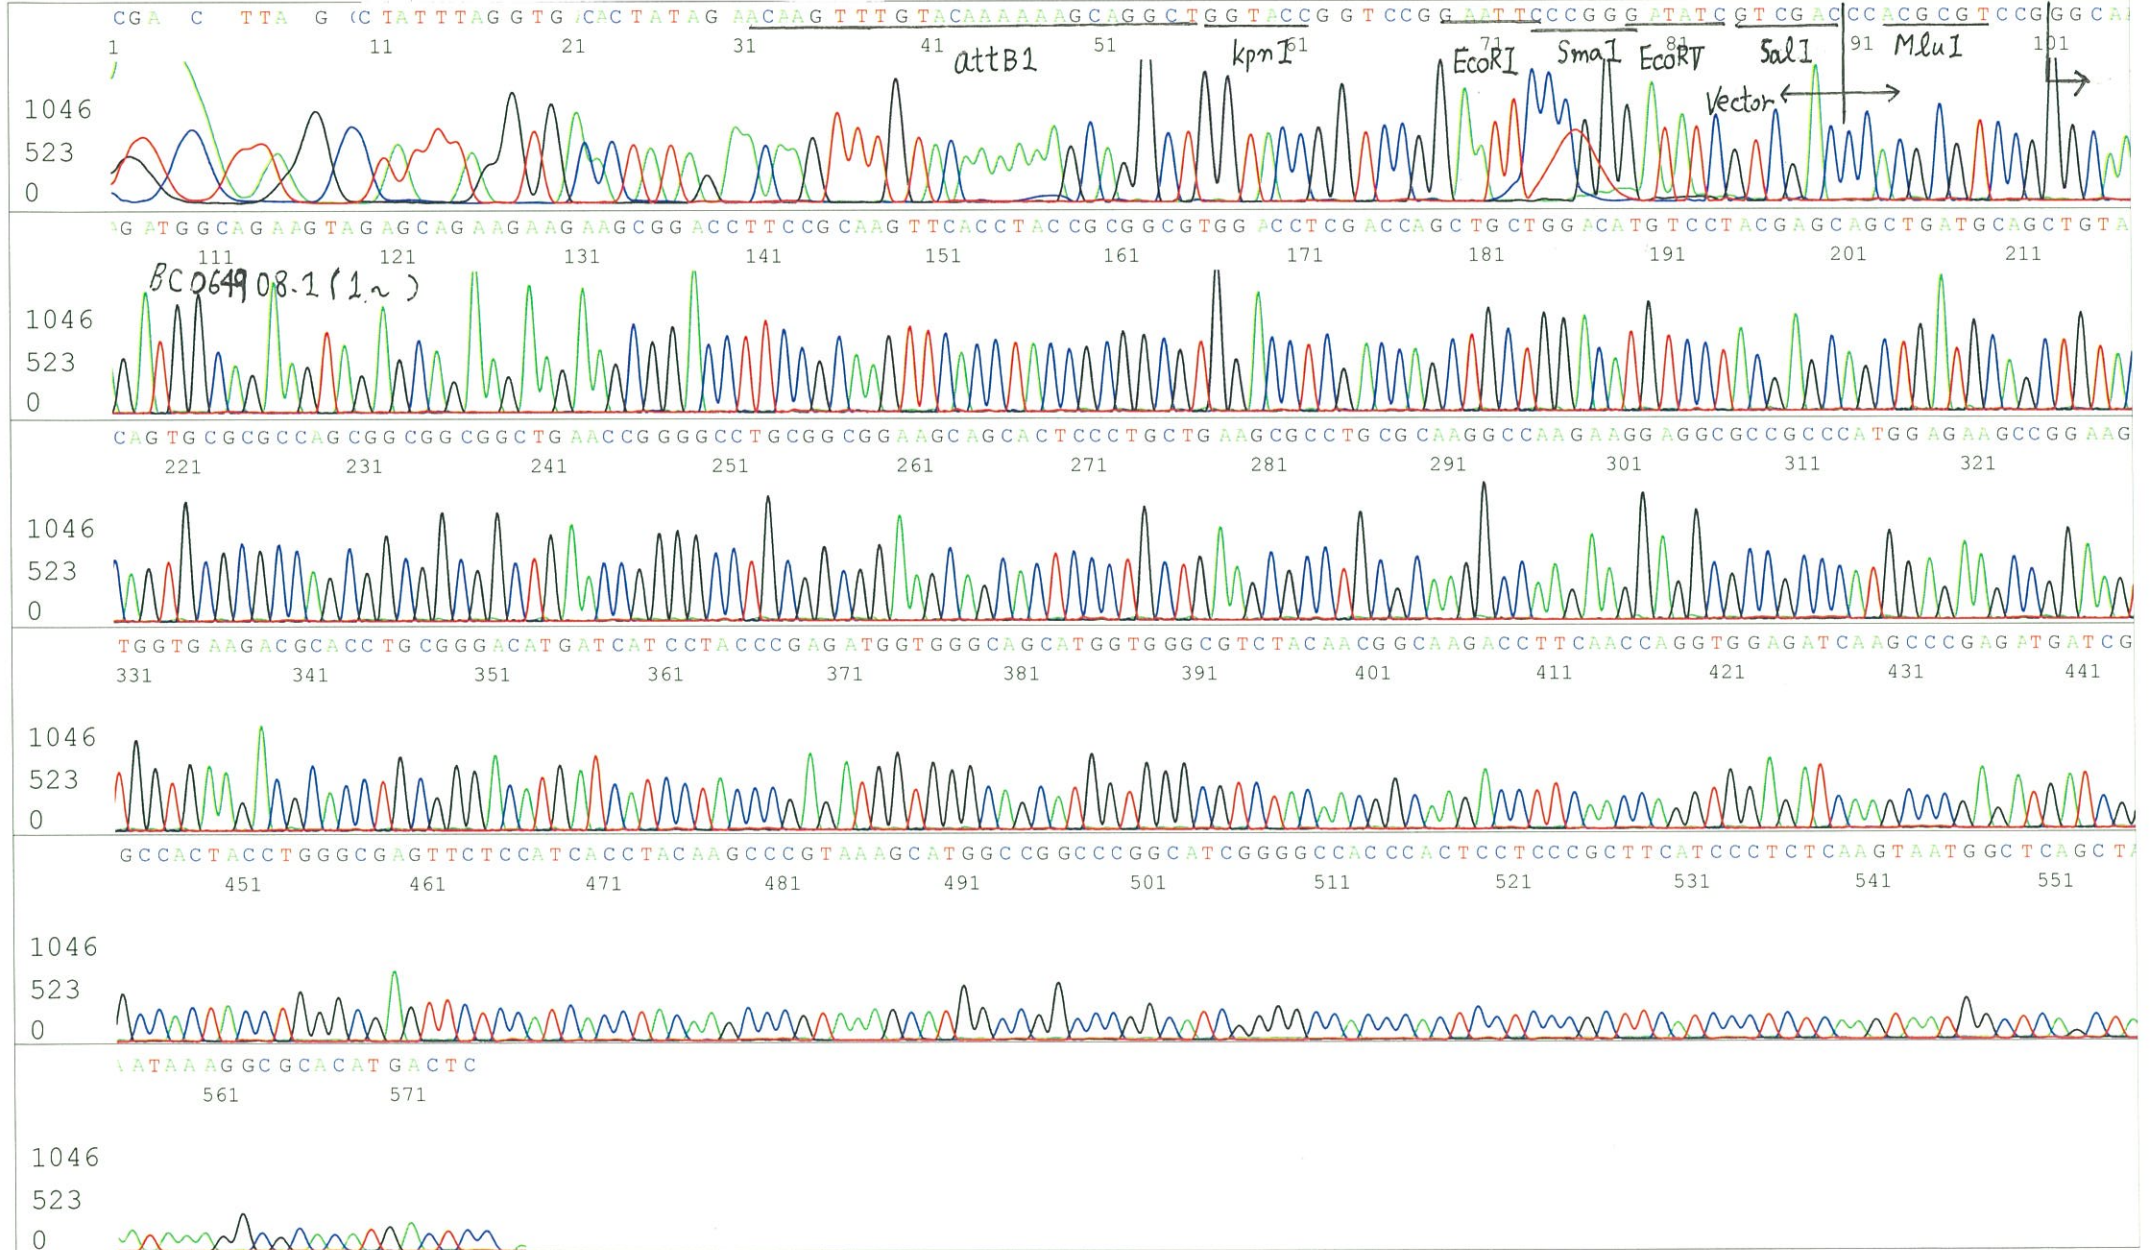 CGA C TTA G CTATTTAGGTG CACTATAG AACAAGTTTGTACAAAAAAGCAGGCTGGTACCGGTCCGGAATTCCCGGGATATCGTCGACCCACGCGTCCGGGCA
1 11 21 31 41 51 61 71 81 91 101
attB1 kpnI EcoRI SmaI EcoRV SalI MluI
Vector
1046
523
0
GATGGCAGAAGTAGAGCAGAAGAAGAAGCGGACCTTCCGCAAGTTCACCTACCGCGGCGTGGACCTCGACCAGCTGCTGGACATGTCCTACGAGCAGCTGATGCAGCTGTA
111 121 131 141 151 161 171 181 191 201 211
BC064908.1 (1~)
1046
523
0
CAGTGCGCGCCAGCGGCGGCGGCTGAACCGGGGCCTGCGGCGGAAGCAGCACTCCCTGCTGAAGCGCCTGCGCAAGGCCAAGAAGGAGGCGCCGCCCATGGAGAAGCCGGAAG
221 231 241 251 261 271 281 291 301 311 321
1046
523
0
TGGTGAAGACGCACCTGCGGGACATGATCATCCTACCCGAGATGGTGGGCAGCATGGTGGGCGTCTACAACGGCAAGACCTTCAACCAGGTGGAGATCAAGCCCGAGATGATCG
331 341 351 361 371 381 391 401 411 421 431 441
1046
523
0
GCCACTACCTGGGCGAGTTCTCCATCACCTACAAGCCCGTAAAGCATGGCCGGCCCGGCATCGGGGCCACCCACTCCTCCCGCTTCATCCCTCTCAAGTAATGGCTCAGCTA
451 461 471 481 491 501 511 521 531 541 551
1046
523
0
ATAAAGGCGCACATGACTC
561 571
1046
523
0